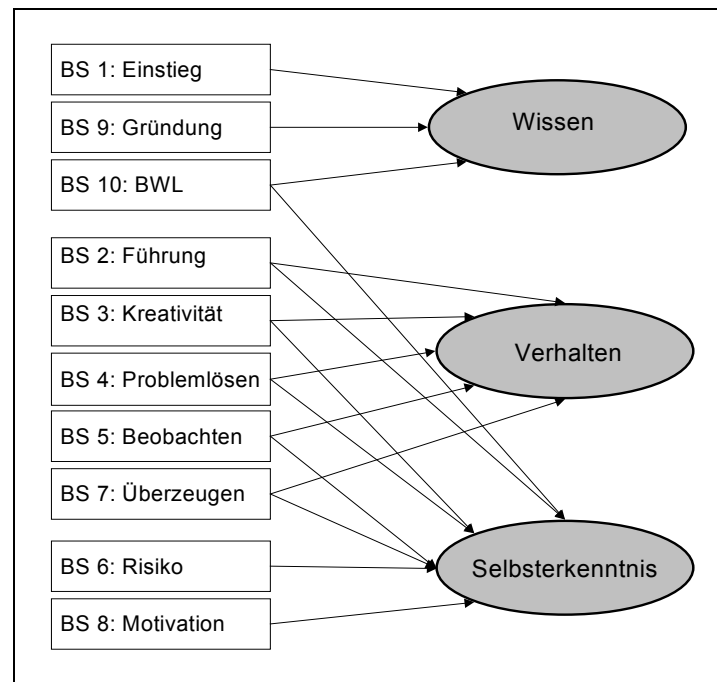 BS 1: Einstieg
BS 9: Gründung
BS 10: BWL
BS 2: Führung
BS 3: Kreativität
BS 4: Problemlösen
BS 5: Beobachten
BS 7: Überzeugen
BS 6: Risiko
BS 8: Motivation
Wissen
Verhalten
Selbsterkenntnis